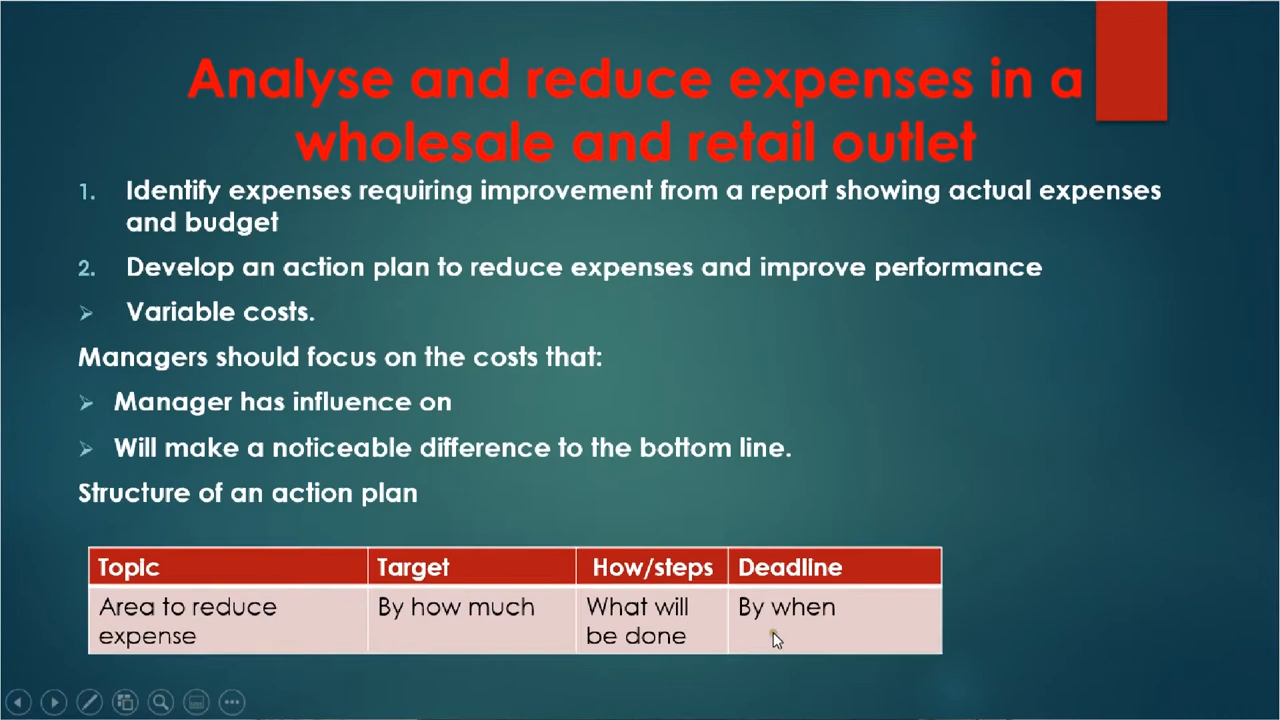 Analyse and reduce expenses in a
wholesale and retail outlet
1. Identify expenses requiring improvement from a report showing actual expenses
and budget
2. Develop an action plan to reduce expenses and improve performance
Variable costs.
Managers should focus on the costs that:
Manager has influence on
Will make a noticeable difference to the bottom line.
Structure of an action plan
Topic Target How/steps Deadline
Area to reduce By how much What will By when
expense be done